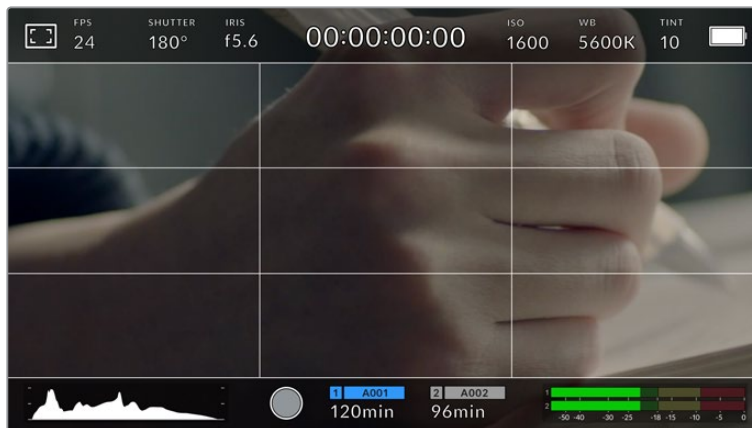 FPS SHUTTER IRIS ISO WB TINT
24 180° f5.6 00:00:00:00 1600 5600K 10
1 A001 2 A002
120min 96min
1
2
-50 -40 -30 -25 -18 -15 -10 -5 0